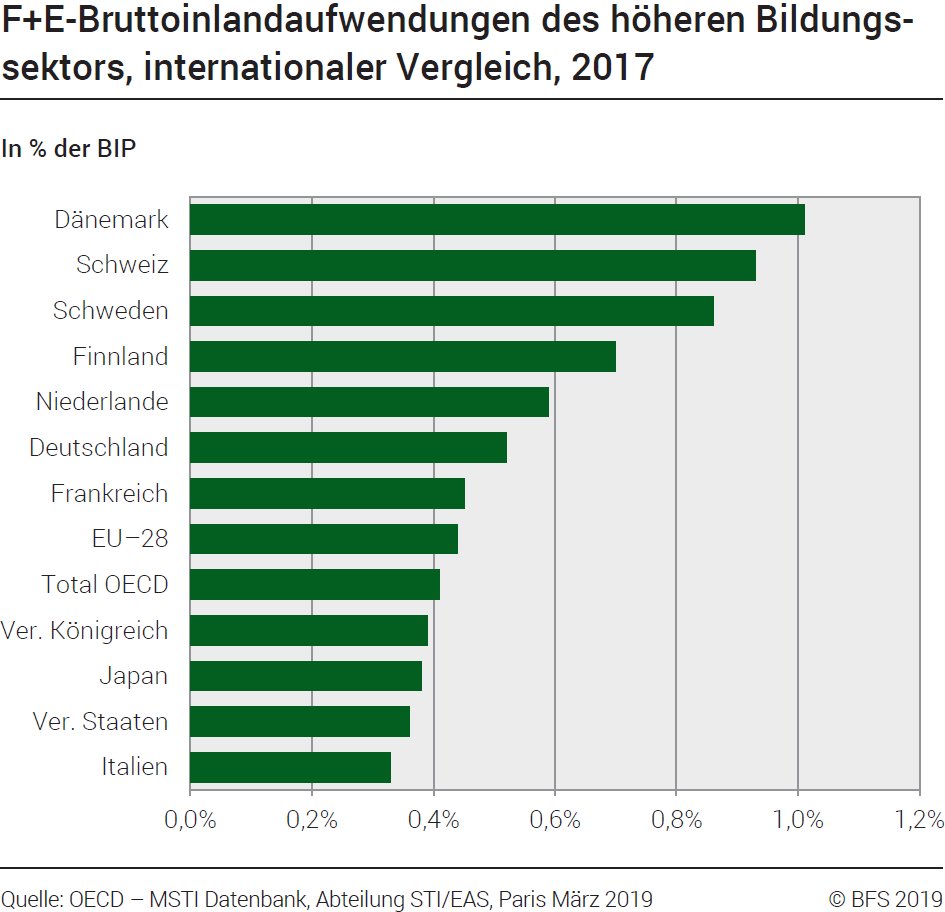 F+E-Bruttoinlandaufwendungen des höheren Bildungs-
sektors, internationaler Vergleich, 2017
In % der BIP
Dänemark
Schweiz
Schweden
Finnland
Niederlande
Deutschland
Frankreich
EU–28
Total OECD
Ver. Königreich
Japan
Ver. Staaten
Italien
0,0% 0,2% 0,4% 0,6% 0,8% 1,0% 1,2%
Quelle: OECD – MSTI Datenbank, Abteilung STI/EAS, Paris März 2019 © BFS 2019